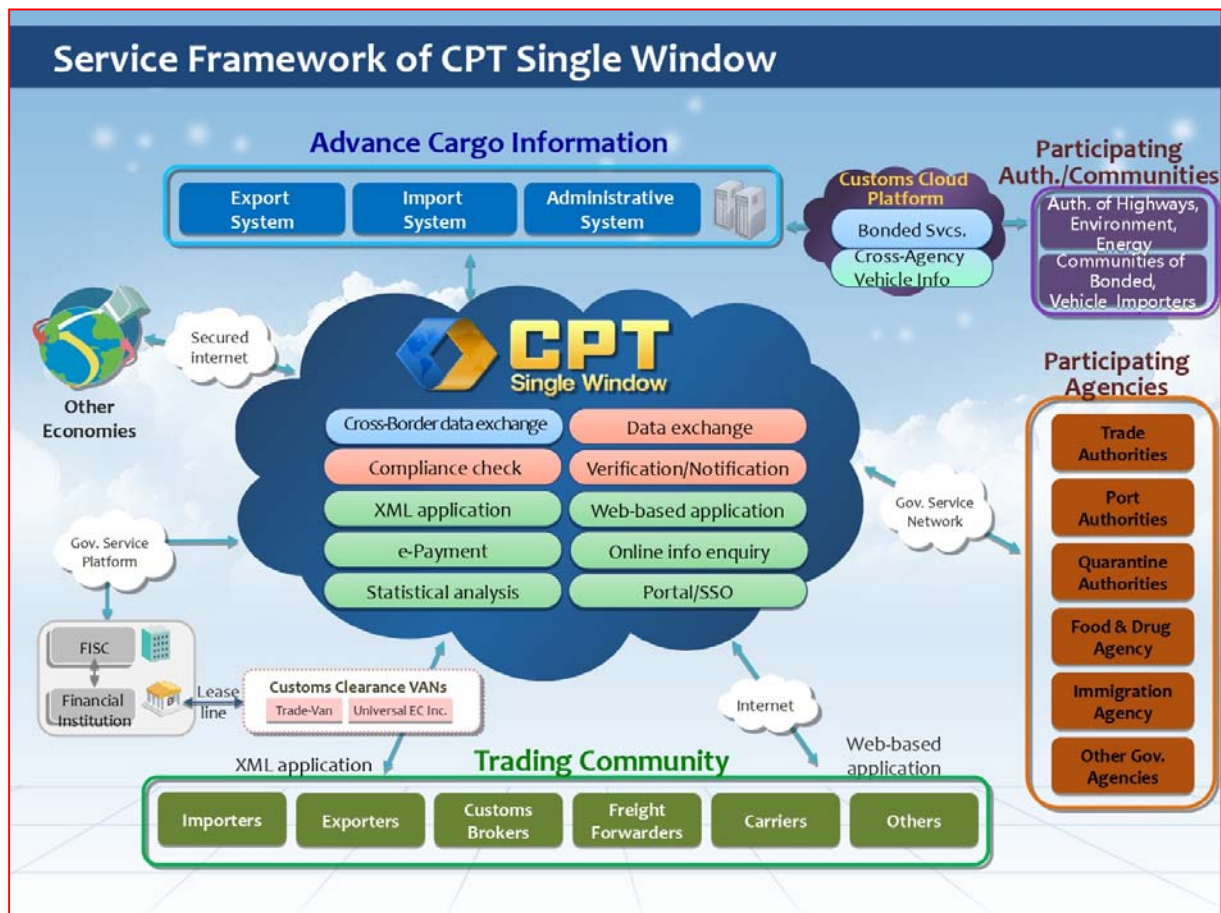 Service Framework of CPT Single Window
Advance Cargo Information
Export
System
Import
System
Administrative
System
Customs Cloud
Platform
Bonded Svcs.
Cross-Agency
Vehicle Info
Participating
Auth./Communities
Auth. of Highways,
Environment,
Energy
Communities of
Bonded,
Vehicle Importers
Other
Economies
Secured
internet
CPT
Single Window
Cross-Border data exchange
Data exchange
Compliance check
Verification/Notification
XML application
Web-based application
e-Payment
Online info enquiry
Statistical analysis
Portal/SSO
Gov. Service
Network
Participating
Agencies
Trade
Authorities
Port
Authorities
Quarantine
Authorities
Food & Drug
Agency
Immigration
Agency
Other Gov.
Agencies
Gov. Service
Platform
FISC
Financial
Institution
Lease
line
Customs Clearance VANs
Trade-Van
Universal EC Inc.
Internet
XML application
Web-based
application
Trading Community
Importers
Exporters
Customs
Brokers
Freight
Forwarders
Carriers
Others